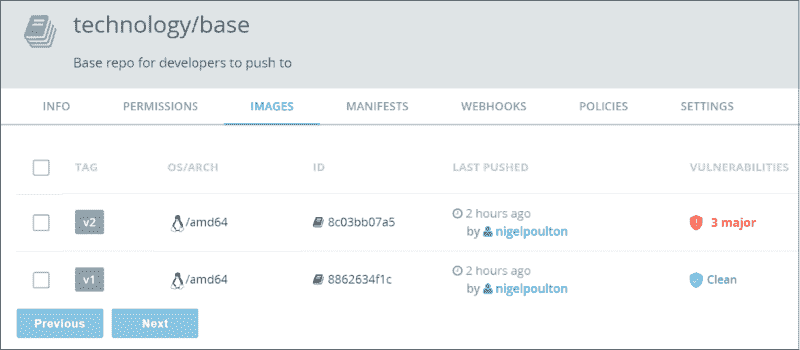 technology/base
Base repo for developers to push to
INFO PERMISSIONS IMAGES MANIFESTS WEBHOOKS POLICIES SETTINGS
TAG OS/ARCH ID LAST PUSHED VULNERABILITIES
v2 /amd64 8c03bb07a5 2 hours ago 3 major
by nigelpoulton
v1 /amd64 8862634f1c 2 hours ago Clean
by nigelpoulton
Previous Next